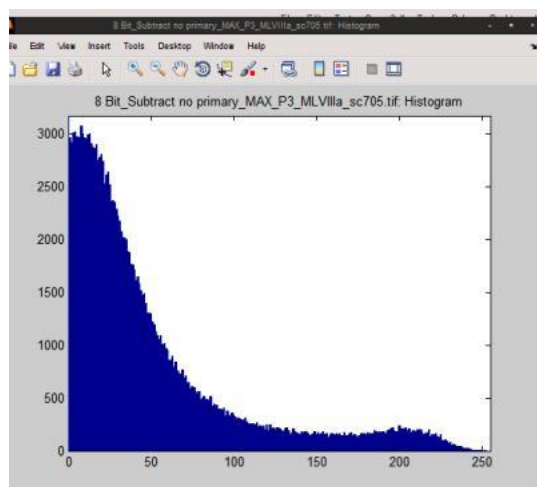 8 Bit_Subtract no primary_MAX_P3_MLVIIIa_sc705.tif: Histogram
Edit View Insert Tools Desktop Window Help
8 Bit_Subtract no primary_MAX_P3_MLVIIIa_sc705.tif: Histogram
3000
2500
2000
1500
1000
500
0
0 50 100 150 200 250